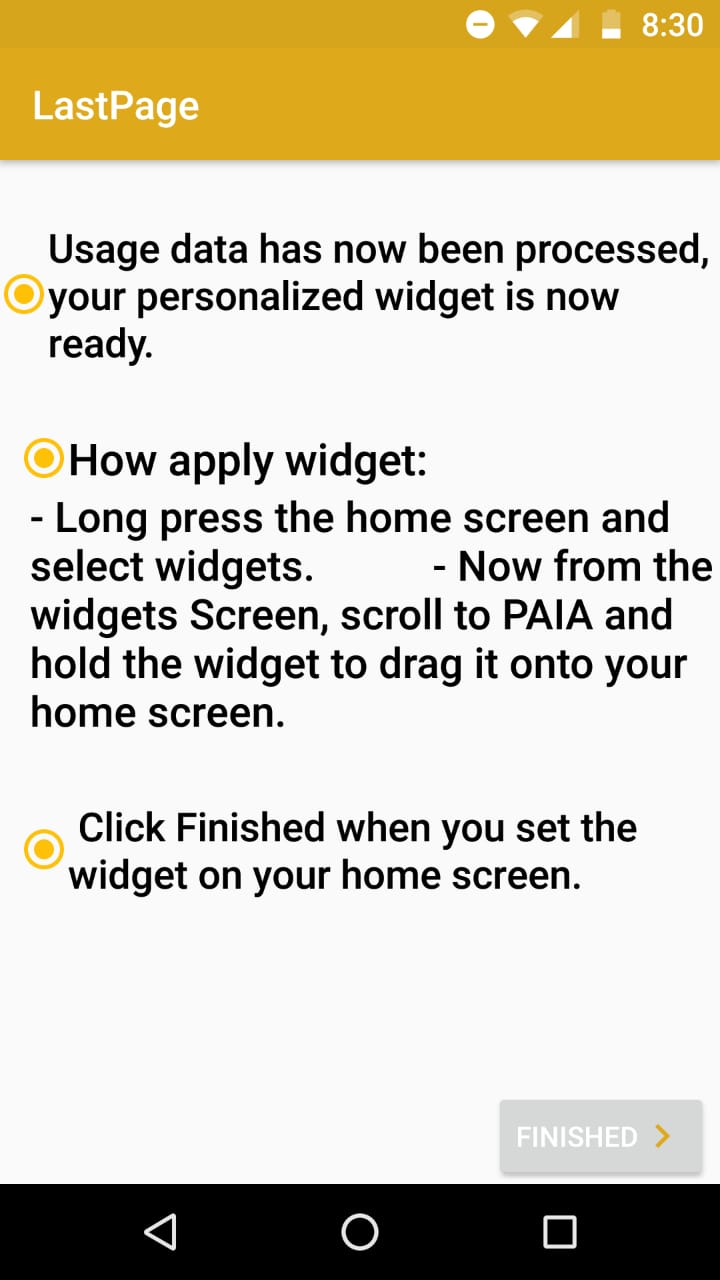 8:30
LastPage
Usage data has now been processed,
your personalized widget is now
ready.
How apply widget:
- Long press the home screen and
select widgets. - Now from the
widgets Screen, scroll to PAIA and
hold the widget to drag it onto your
home screen.
Click Finished when you set the
widget on your home screen.
FINISHED